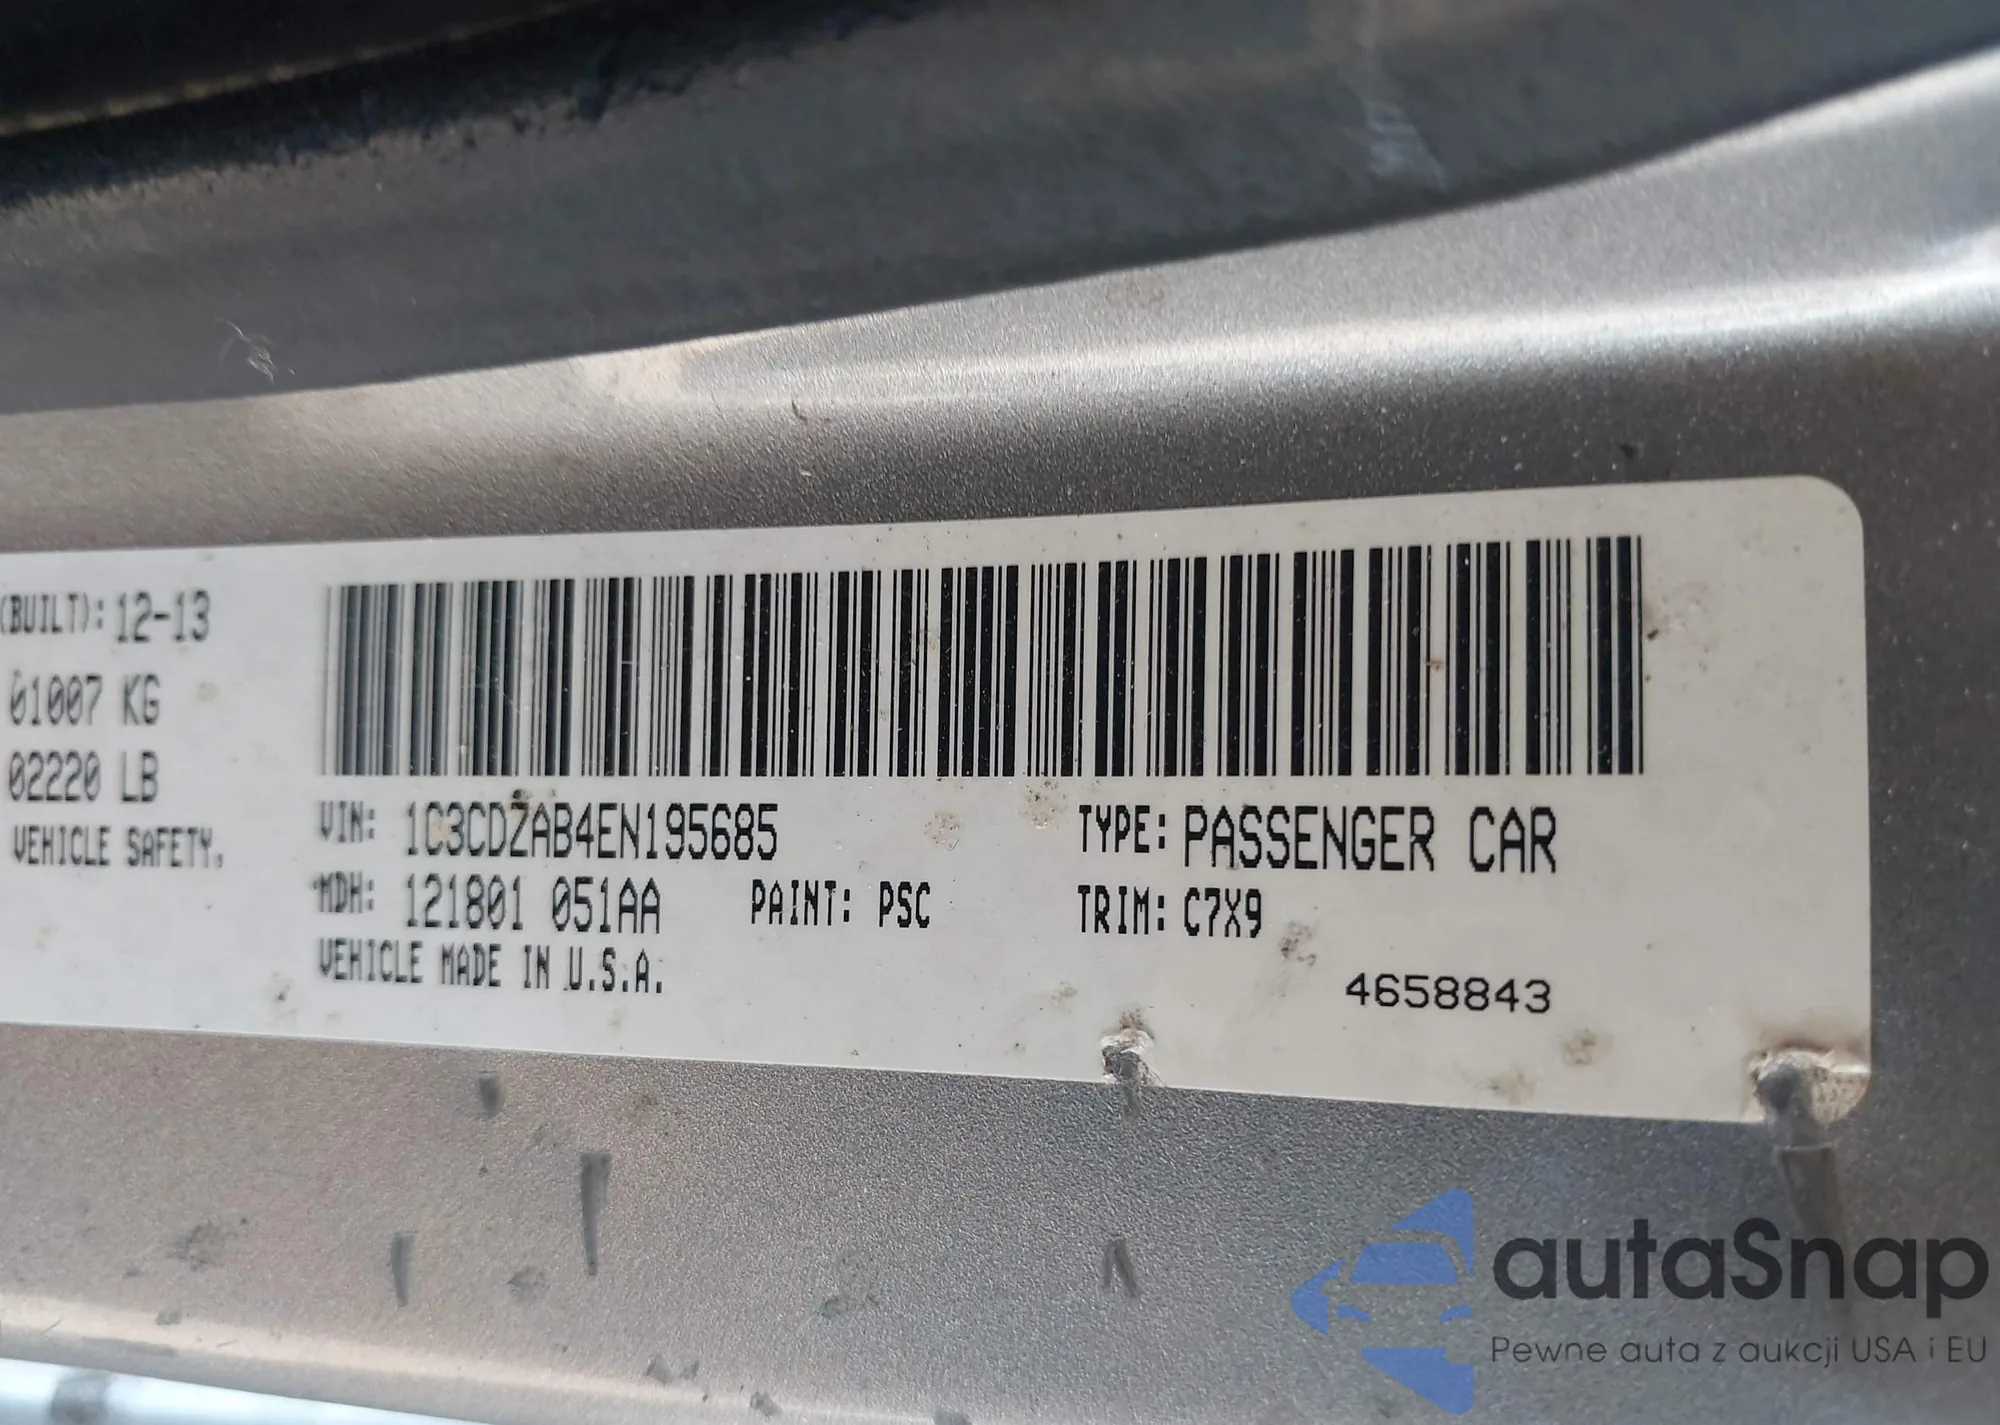 (BUILT): 12-13
01007 KG
02220 LB
VEHICLE SAFETY,
VIN: 1C3CDZAB4EN195685
TYPE: PASSENGER CAR
MDH: 121801 051AA
PAINT: PSC
TRIM: C7X9
VEHICLE MADE IN U.S.A.
4658843
autaSnap
Pewne auta z aukcji USA i EU